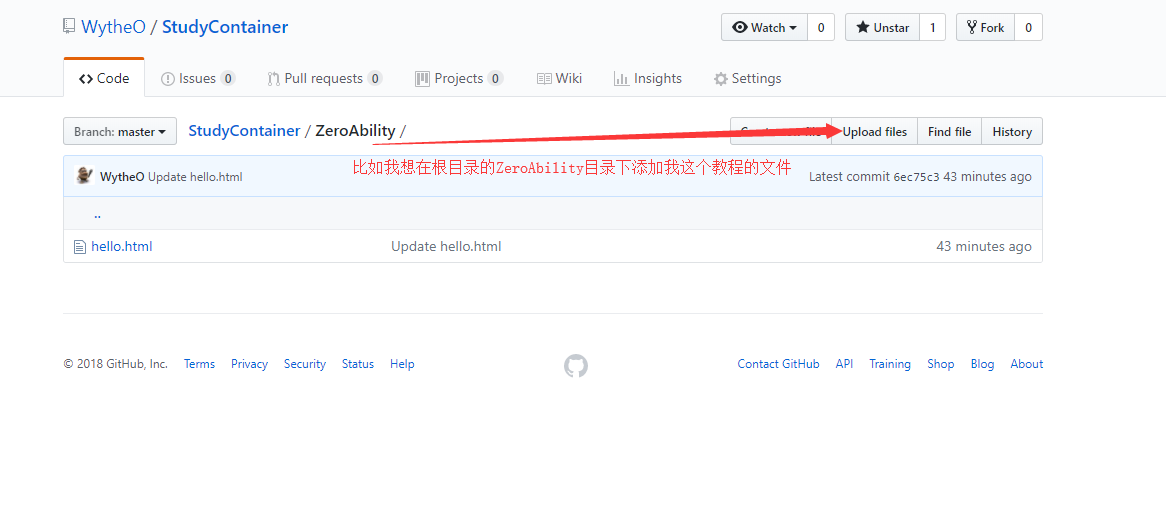 WytheO / StudyContainer
Watch 0 Unstar 1 Fork 0
Code Issues 0 Pull requests 0 Projects 0 Wiki Insights Settings
Branch: master StudyContainer / ZeroAbility / Upload files Find file History
比如我想在根目录的ZeroAbility目录下添加我这个教程的文件
WytheO Update hello.html Latest commit 6ec75c3 43 minutes ago
..
hello.html Update hello.html 43 minutes ago
© 2018 GitHub, Inc. Terms Privacy Security Status Help Contact GitHub API Training Shop Blog About